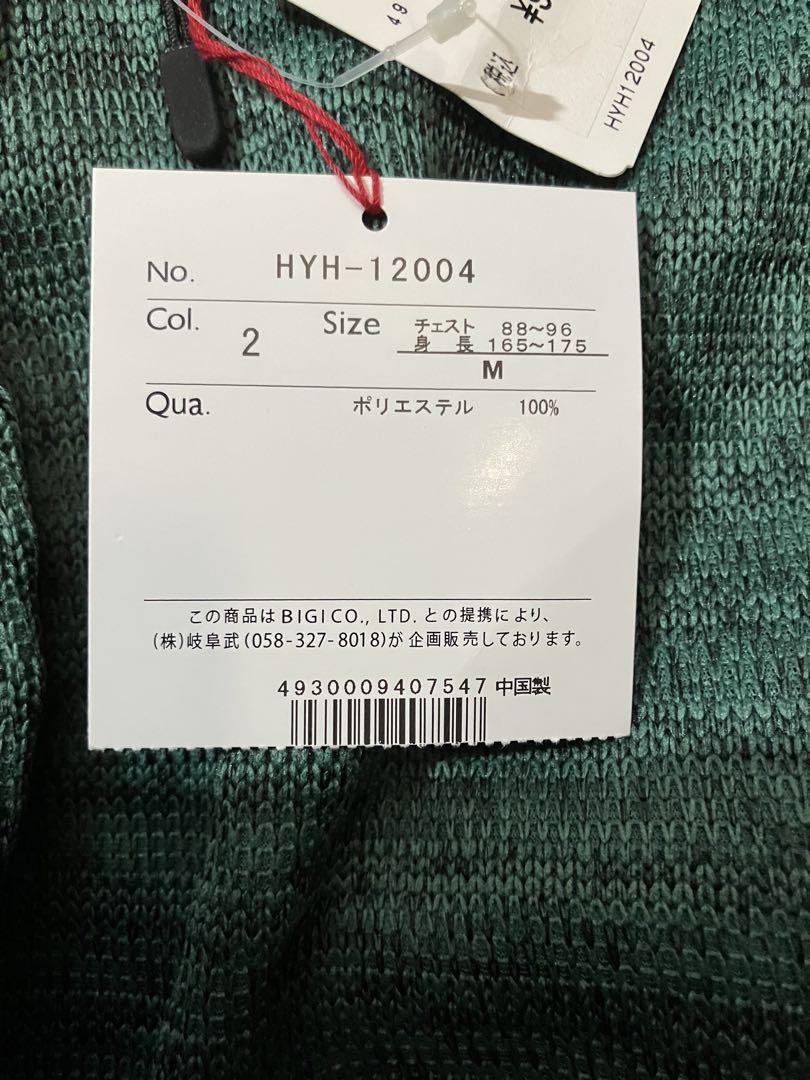 49
(税込
HYH12004
No. HYH-12004
Col. 2 Size チェスト 88~96
身長 165~175
M
Qua. ポリエステル 100%
この商品はBIGI CO., LTD. との提携により、
(株)岐阜武(058-327-8018)が企画販売しております。
4930009407547 中国製